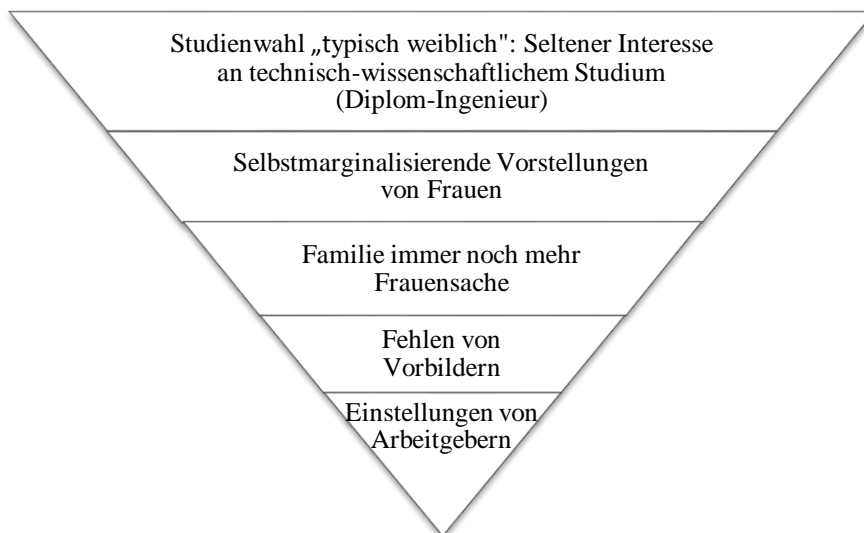 Studienwahl „typisch weiblich": Seltener Interesse
an technisch-wissenschaftlichem Studium
(Diplom-Ingenieur)
Selbstmarginalisierende Vorstellungen
von Frauen
Familie immer noch mehr
Frauensache
Fehlen von
Vorbildern
Einstellungen von
Arbeitgebern